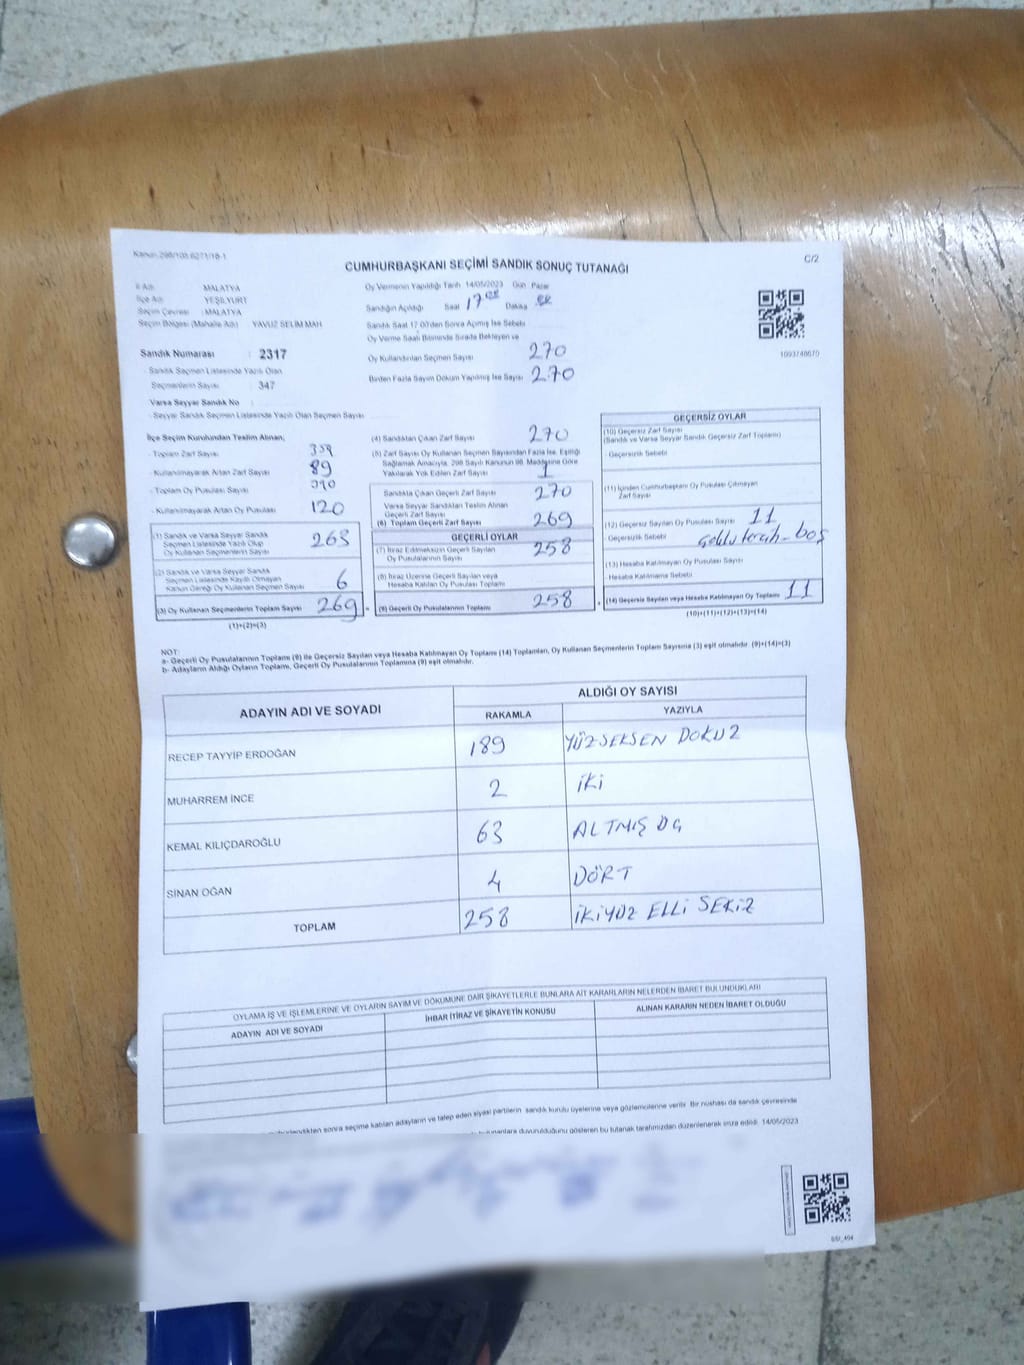 Kanun:298/105,6271/18-1
C/2
CUMHURBAŞKANI SEÇİMİ SANDIK SONUÇ TUTANAĞI
İl Adı : MALATYA
İlçe Adı : YEŞİLYURT
Seçim Çevresi : MALATYA
Seçim Bölgesi (Mahalle Adı) : YAVUZ SELİM MAH
Sandık Numarası : 2317
- Sandık Seçmen Listesinde Yazılı Olan
Seçmenlerin Sayısı : 347
Varsa Seyyar Sandık No :
- Seyyar Sandık Seçmen Listesinde Yazılı Olan Seçmen Sayısı
Oy Vermenin Yapıldığı Tarih 14/05/2023 Gün Pazar
Sandığın Açıldığı Saat 17 Dakika
Sandık Saat 17.00'den Sonra Açılmış İse Sebebi
Oy Verme Saati Bitiminde Sırada Bekleyen ve
Oy Kullandırılan Seçmen Sayısı 270
Birden Fazla Sayım Döküm Yapılmış İse Sayısı 270
1093748670
İlçe Seçim Kurulundan Teslim Alınan;
- Toplam Zarf Sayısı 359
- Kullanılmayarak Artan Zarf Sayısı 89
- Toplam Oy Pusulası Sayısı 390
- Kullanılmayarak Artan Oy Pusulası 120
(1) Sandık ve Varsa Seyyar Sandık
Seçmen Listesinde Yazılı Olup
Oy Kullanan Seçmenlerin Sayısı 263
(2) Sandık ve Varsa Seyyar Sandık
Seçmen Listesinde Kayıtlı Olmayan
Kanun Gereği Oy Kullanan Seçmen Sayısı 6
(3) Oy Kullanan Seçmenlerin Toplam Sayısı 269 =
(1)+(2)=(3)
(4) Sandıktan Çıkan Zarf Sayısı 270
(5) Zarf Sayısı Oy Kullanan Seçmen Sayısından Fazla İse, Eşitliği
Sağlamak Amacıyla, 298 Sayılı Kanunun 98. Maddesine Göre
Yakılarak Yok Edilen Zarf Sayısı 1
Sandıkta Çıkan Geçerli Zarf Sayısı 270
Varsa Seyyar Sandıktan Teslim Alınan
Geçerli Zarf Sayısı
(6) Toplam Geçerli Zarf Sayısı 269
GEÇERLİ OYLAR
(7) İtiraz Edilmeksizin Geçerli Sayılan
Oy Pusulalarının Sayısı 258
(8) İtiraz Üzerine Geçerli Sayılan veya
Hesaba Katılan Oy Pusulası Toplamı
(9) Geçerli Oy Pusulalarının Toplamı 258 +
GEÇERSİZ OYLAR
(10) Geçersiz Zarf Sayısı
(Sandık ve Varsa Seyyar Sandık Geçersiz Zarf Toplamı)
- Geçersizlik Sebebi
(11) İçinden Cumhurbaşkanı Oy Pusulası Çıkmayan
Zarf Sayısı
(12) Geçersiz Sayılan Oy Pusulası Sayısı 11
- Geçersizlik Sebebi boş
(13) Hesaba Katılmayan Oy Pusulası Sayısı
Hesaba Katılmama Sebebi
(14) Geçersiz Sayılan veya Hesaba Katılmayan Oy Toplamı 11
(10)+(11)+(12)+(13)=(14)
NOT:
a- Geçerli Oy Pusulalarının Toplamı (9) ile Geçersiz Sayılan veya Hesaba Katılmayan Oy Toplamı (14) Toplamları, Oy Kullanan Seçmenlerin Toplam Sayısına (3) eşit olmalıdır. (9)+(14)=(3)
b- Adayların Aldığı Oyların Toplamı, Geçerli Oy Pusulalarının Toplamına (9) eşit olmalıdır.
ADAYIN ADI VE SOYADI
ALDIĞI OY SAYISI
RAKAMLA YAZIYLA
RECEP TAYYİP ERDOĞAN 189 YÜZSEKSEN DOKUZ
MUHARREM İNCE 2 İKİ
KEMAL KILIÇDAROĞLU 63 ALTMIŞ ÜÇ
SİNAN OĞAN 4 DÖRT
TOPLAM 258 İKİYÜZ ELLİ SEKİZ
OYLAMA İŞ VE İŞLEMLERİNE VE OYLARIN SAYIM VE DÖKÜMÜNE DAİR ŞİKAYETLERLE BUNLARA AİT KARARLARIN NELERDEN İBARET BULUNDUKLARI
ADAYIN ADI VE SOYADI İHBAR İTİRAZ VE ŞİKAYETİN KONUSU ALINAN KARARIN NEDEN İBARET OLDUĞU
sonra seçime katılan adayların ve talep eden siyasi partilerin sandık kurulu üyelerine veya gözlemcilerine verilir. Bir nüshası da sandık çevresinde
duyurulduğunu gösteren bu tutanak tarafımızdan düzenlenerek imza edildi. 14/05/2023